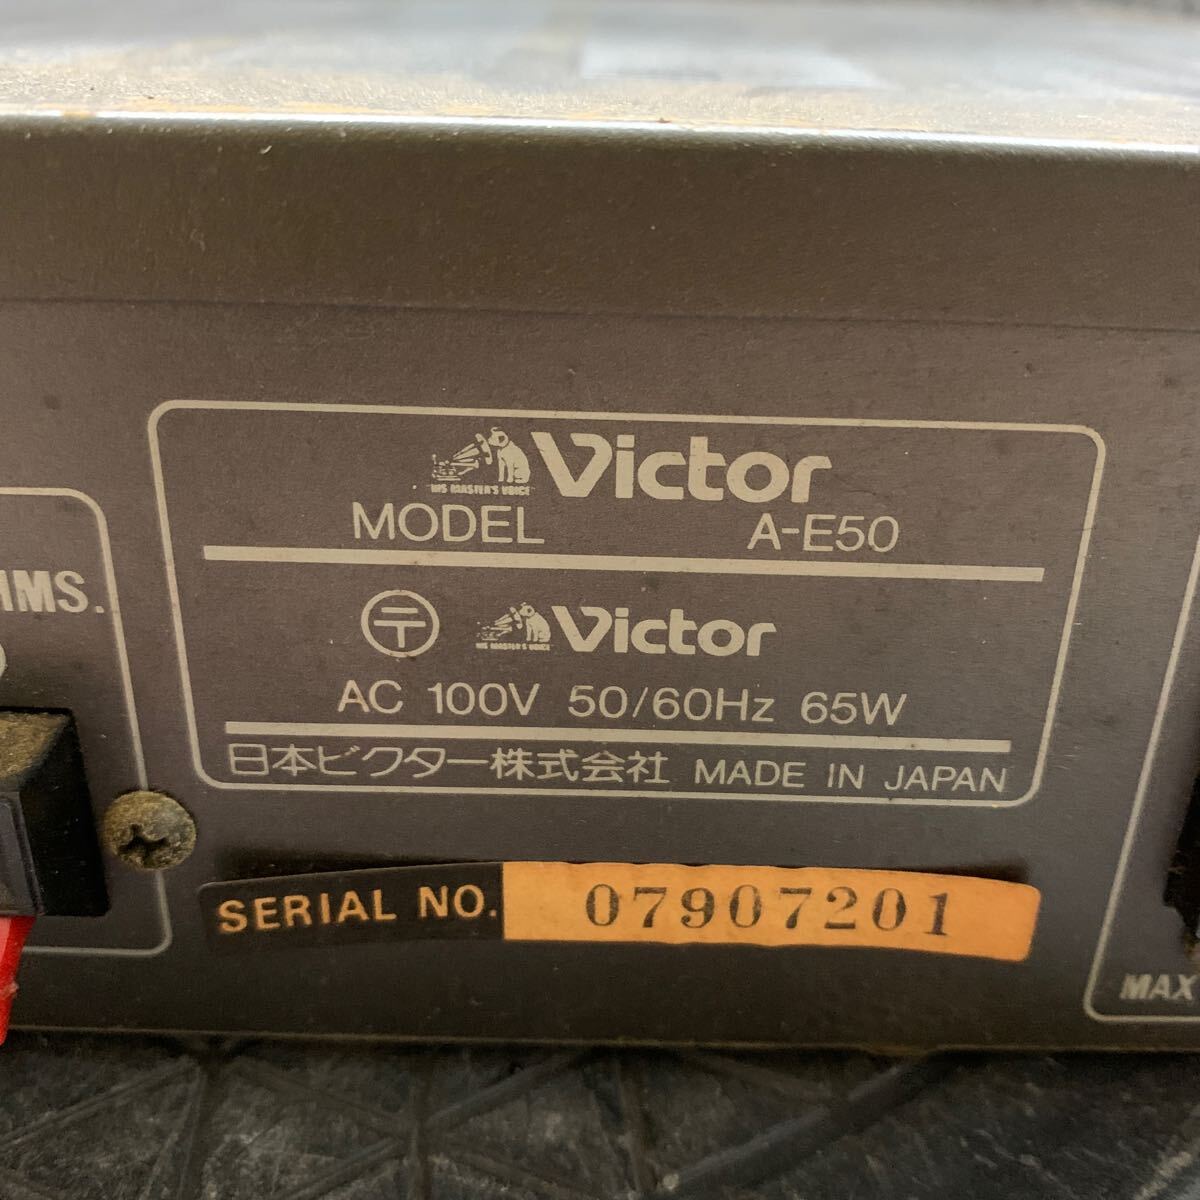 Victor
"HIS MASTER'S VOICE"
MODEL A-E50
〒 Victor
HIS MASTER'S VOICE
AC 100V 50/60Hz 65W
日本ビクター株式会社 MADE IN JAPAN
SERIAL NO. 07907201
MAX